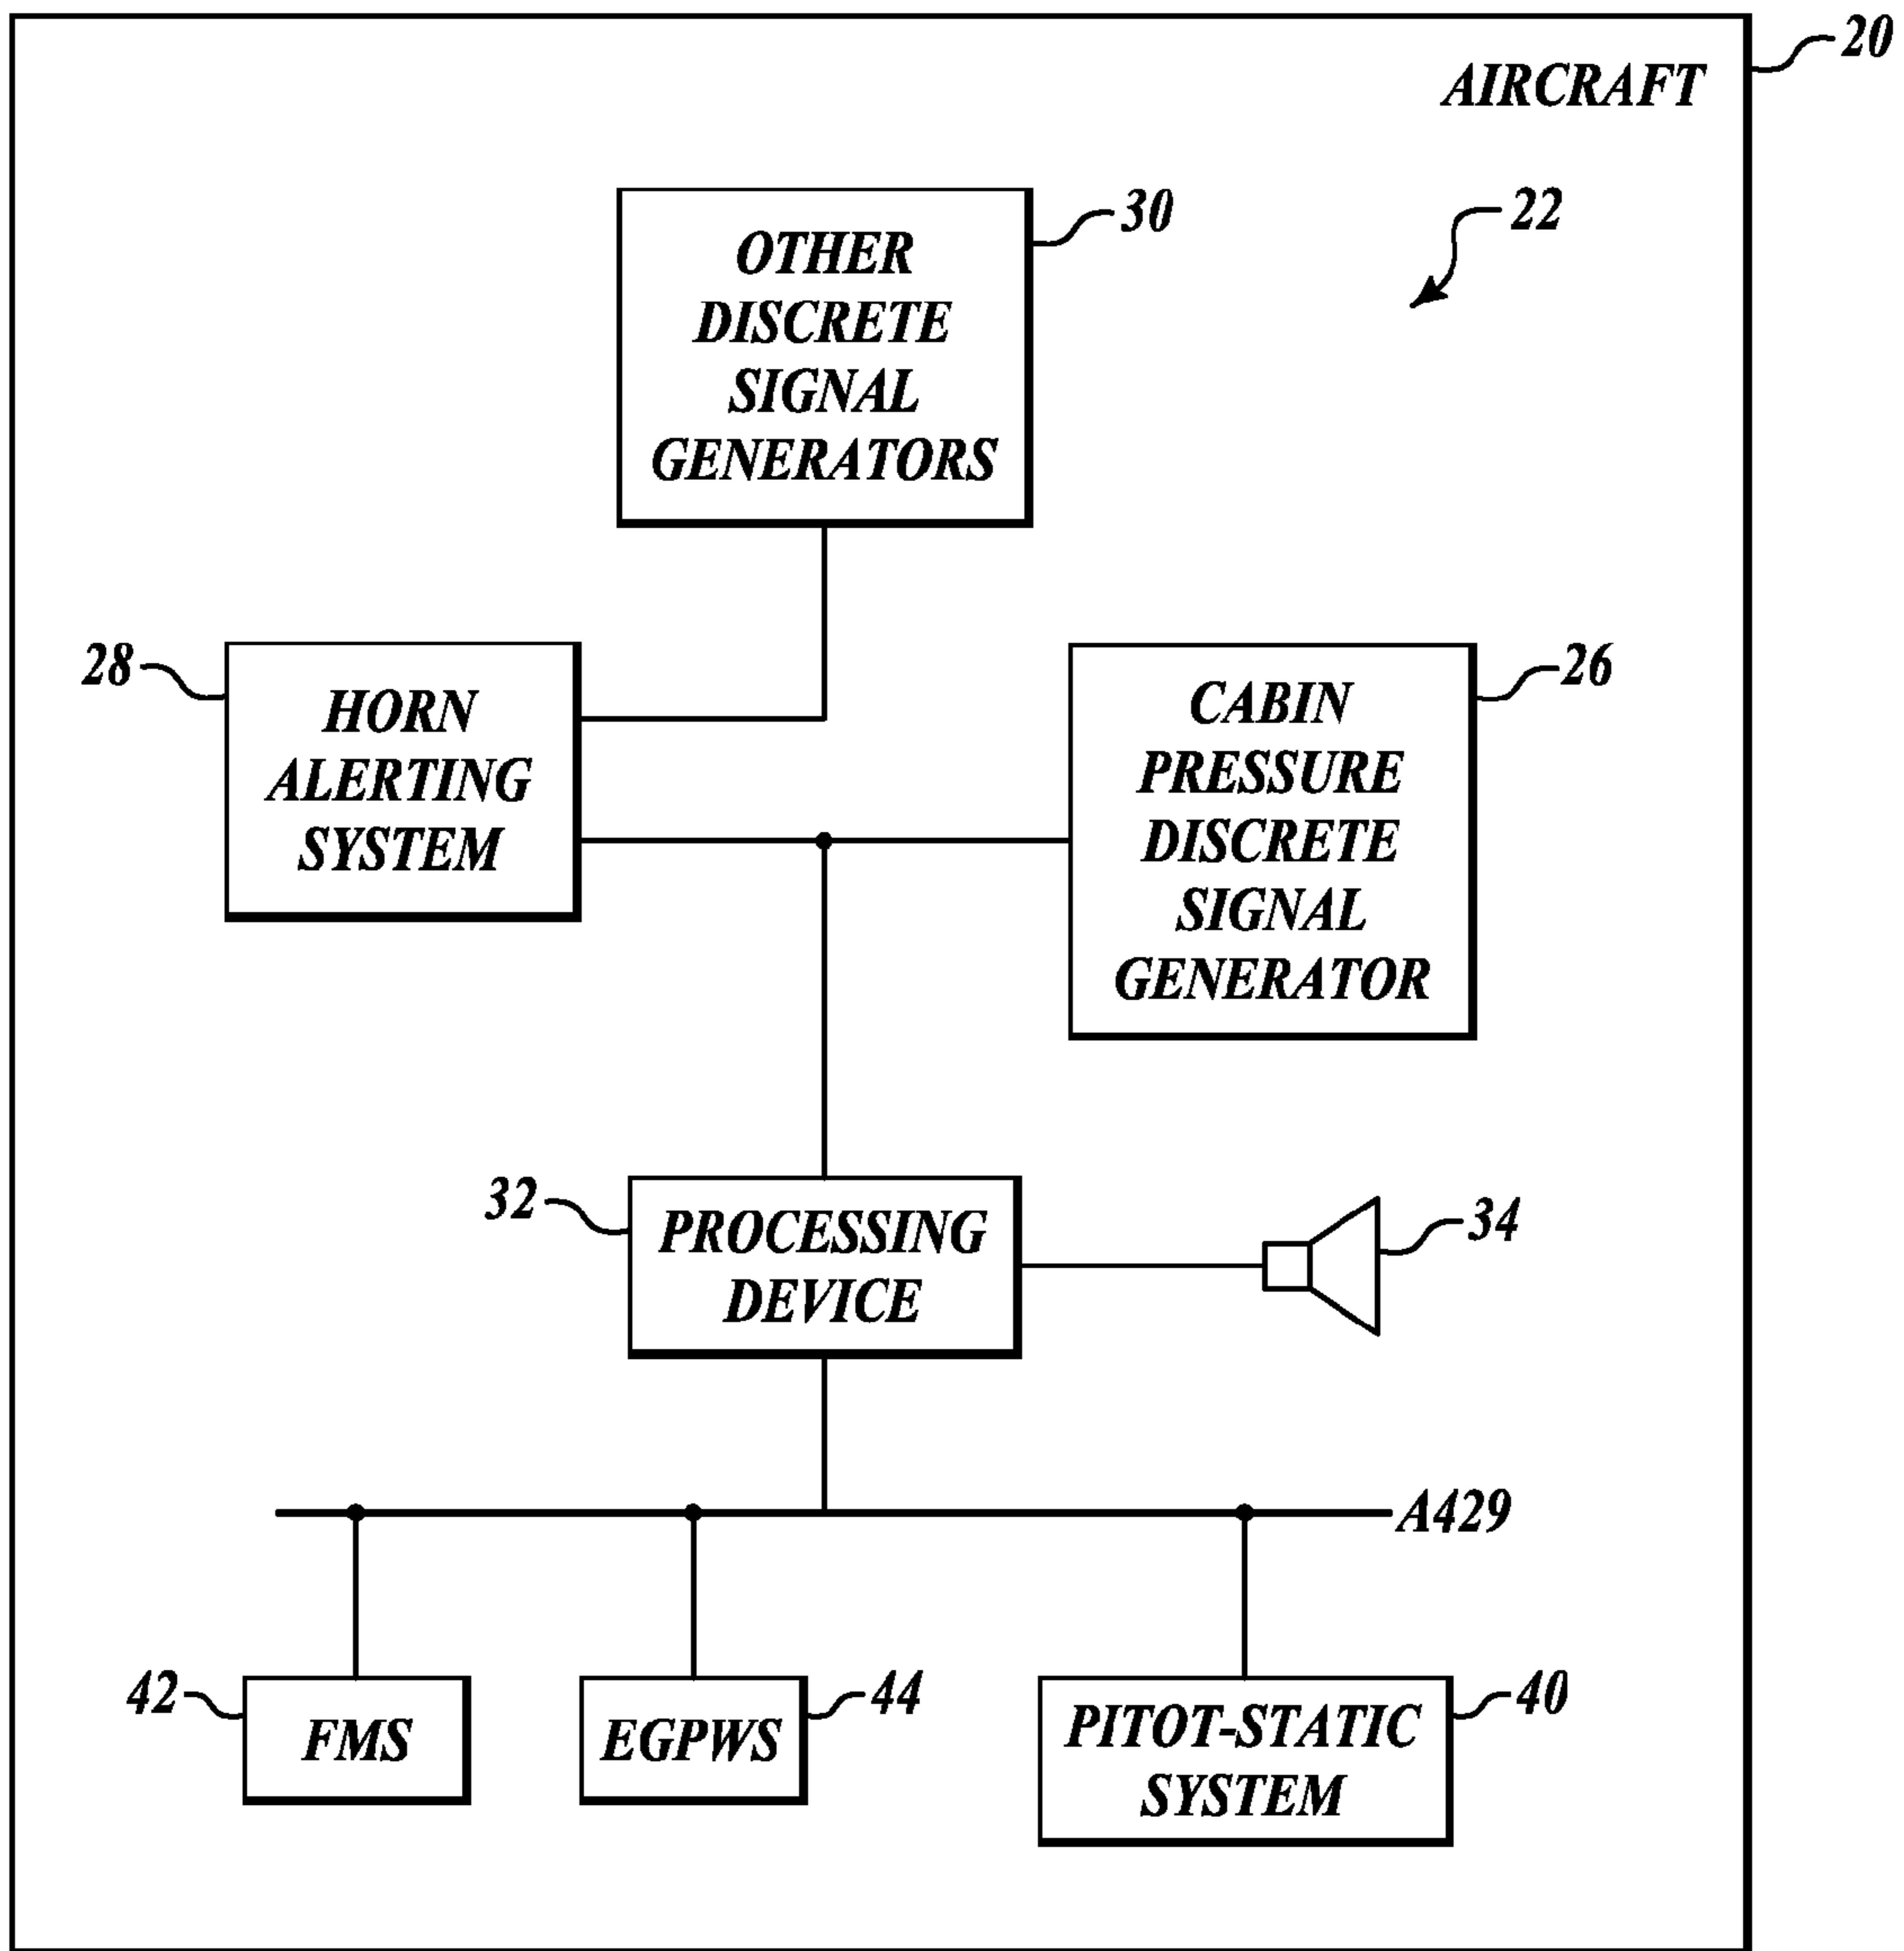 20
AIRCRAFT
22
30
OTHER
DISCRETE
SIGNAL
GENERATORS
28
HORN
ALERTING
SYSTEM
26
CABIN
PRESSURE
DISCRETE
SIGNAL
GENERATOR
32
PROCESSING
DEVICE
34
A429
42
FMS
44
EGPWS
40
PITOT-STATIC
SYSTEM